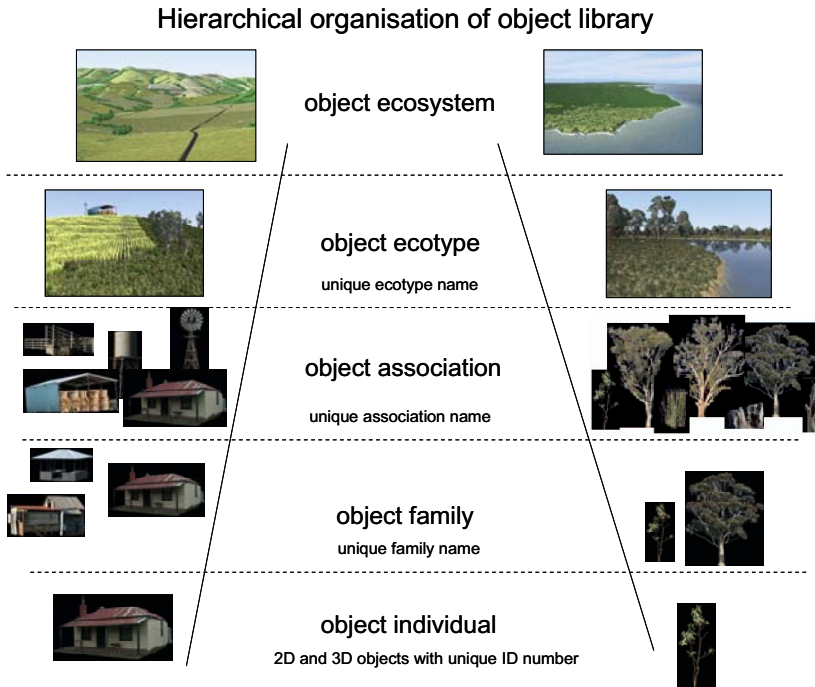 Hierarchical organisation of object library
object ecosystem
object ecotype
unique ecotype name
object association
unique association name
object family
unique family name
object individual
2D and 3D objects with unique ID number